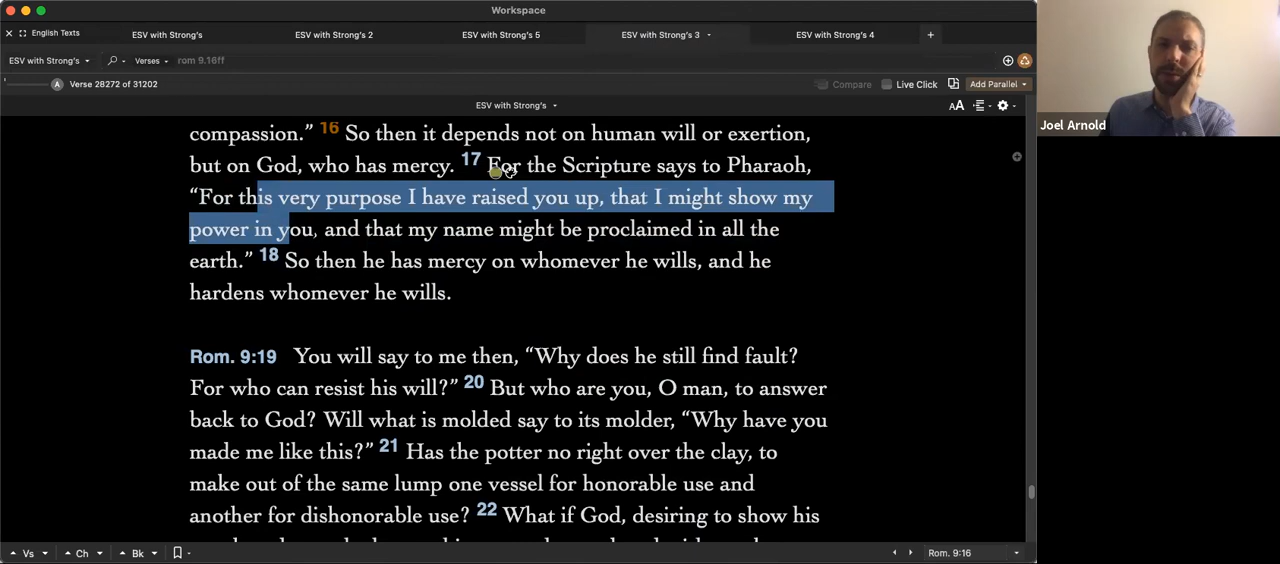 Workspace
English Texts
ESV with Strong's
ESV with Strong's 2
ESV with Strong's 5
ESV with Strong's 3
ESV with Strong's 4
+
ESV with Strong's
Verses
rom 9.16ff
A
Verse 28272 of 31202
Compare
Live Click
Add Parallel
ESV with Strong's
AA
compassion.” 16 So then it depends not on human will or exertion,
but on God, who has mercy. 17 For the Scripture says to Pharaoh,
“For this very purpose I have raised you up, that I might show my
power in you, and that my name might be proclaimed in all the
earth.” 18 So then he has mercy on whomever he wills, and he
hardens whomever he wills.
Rom. 9:19 You will say to me then, “Why does he still find fault?
For who can resist his will?” 20 But who are you, O man, to answer
back to God? Will what is molded say to its molder, “Why have you
made me like this?” 21 Has the potter no right over the clay, to
make out of the same lump one vessel for honorable use and
another for dishonorable use? 22 What if God, desiring to show his
Vs
Ch
Bk
Rom. 9:16
Joel Arnold